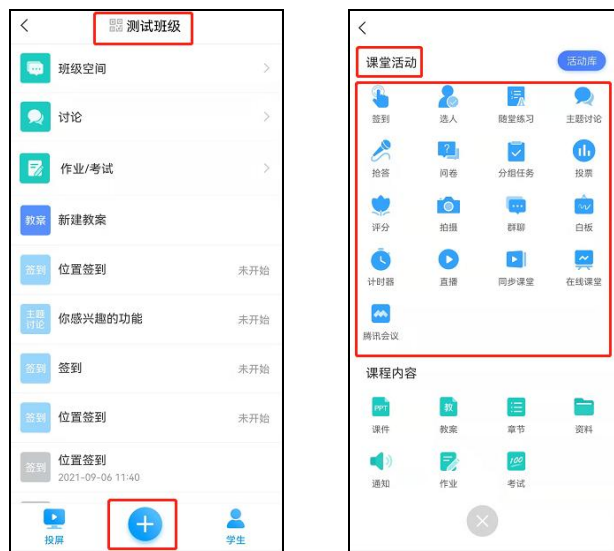 测试班级
班级空间
讨论
作业/考试
教案 新建教案
签到 位置签到 未开始
主题讨论 你感兴趣的功能 未开始
签到 签到 未开始
签到 位置签到 未开始
签到 位置签到
2021-09-06 11:40
投屏 学生
课堂活动 活动库
签到 选人 随堂练习 主题讨论
抢答 问卷 分组任务 投票
评分 拍摄 群聊 白板
计时器 直播 同步课堂 在线课堂
腾讯会议
课程内容
PPT 教
课件 教案 章节 资料
100
通知 作业 考试